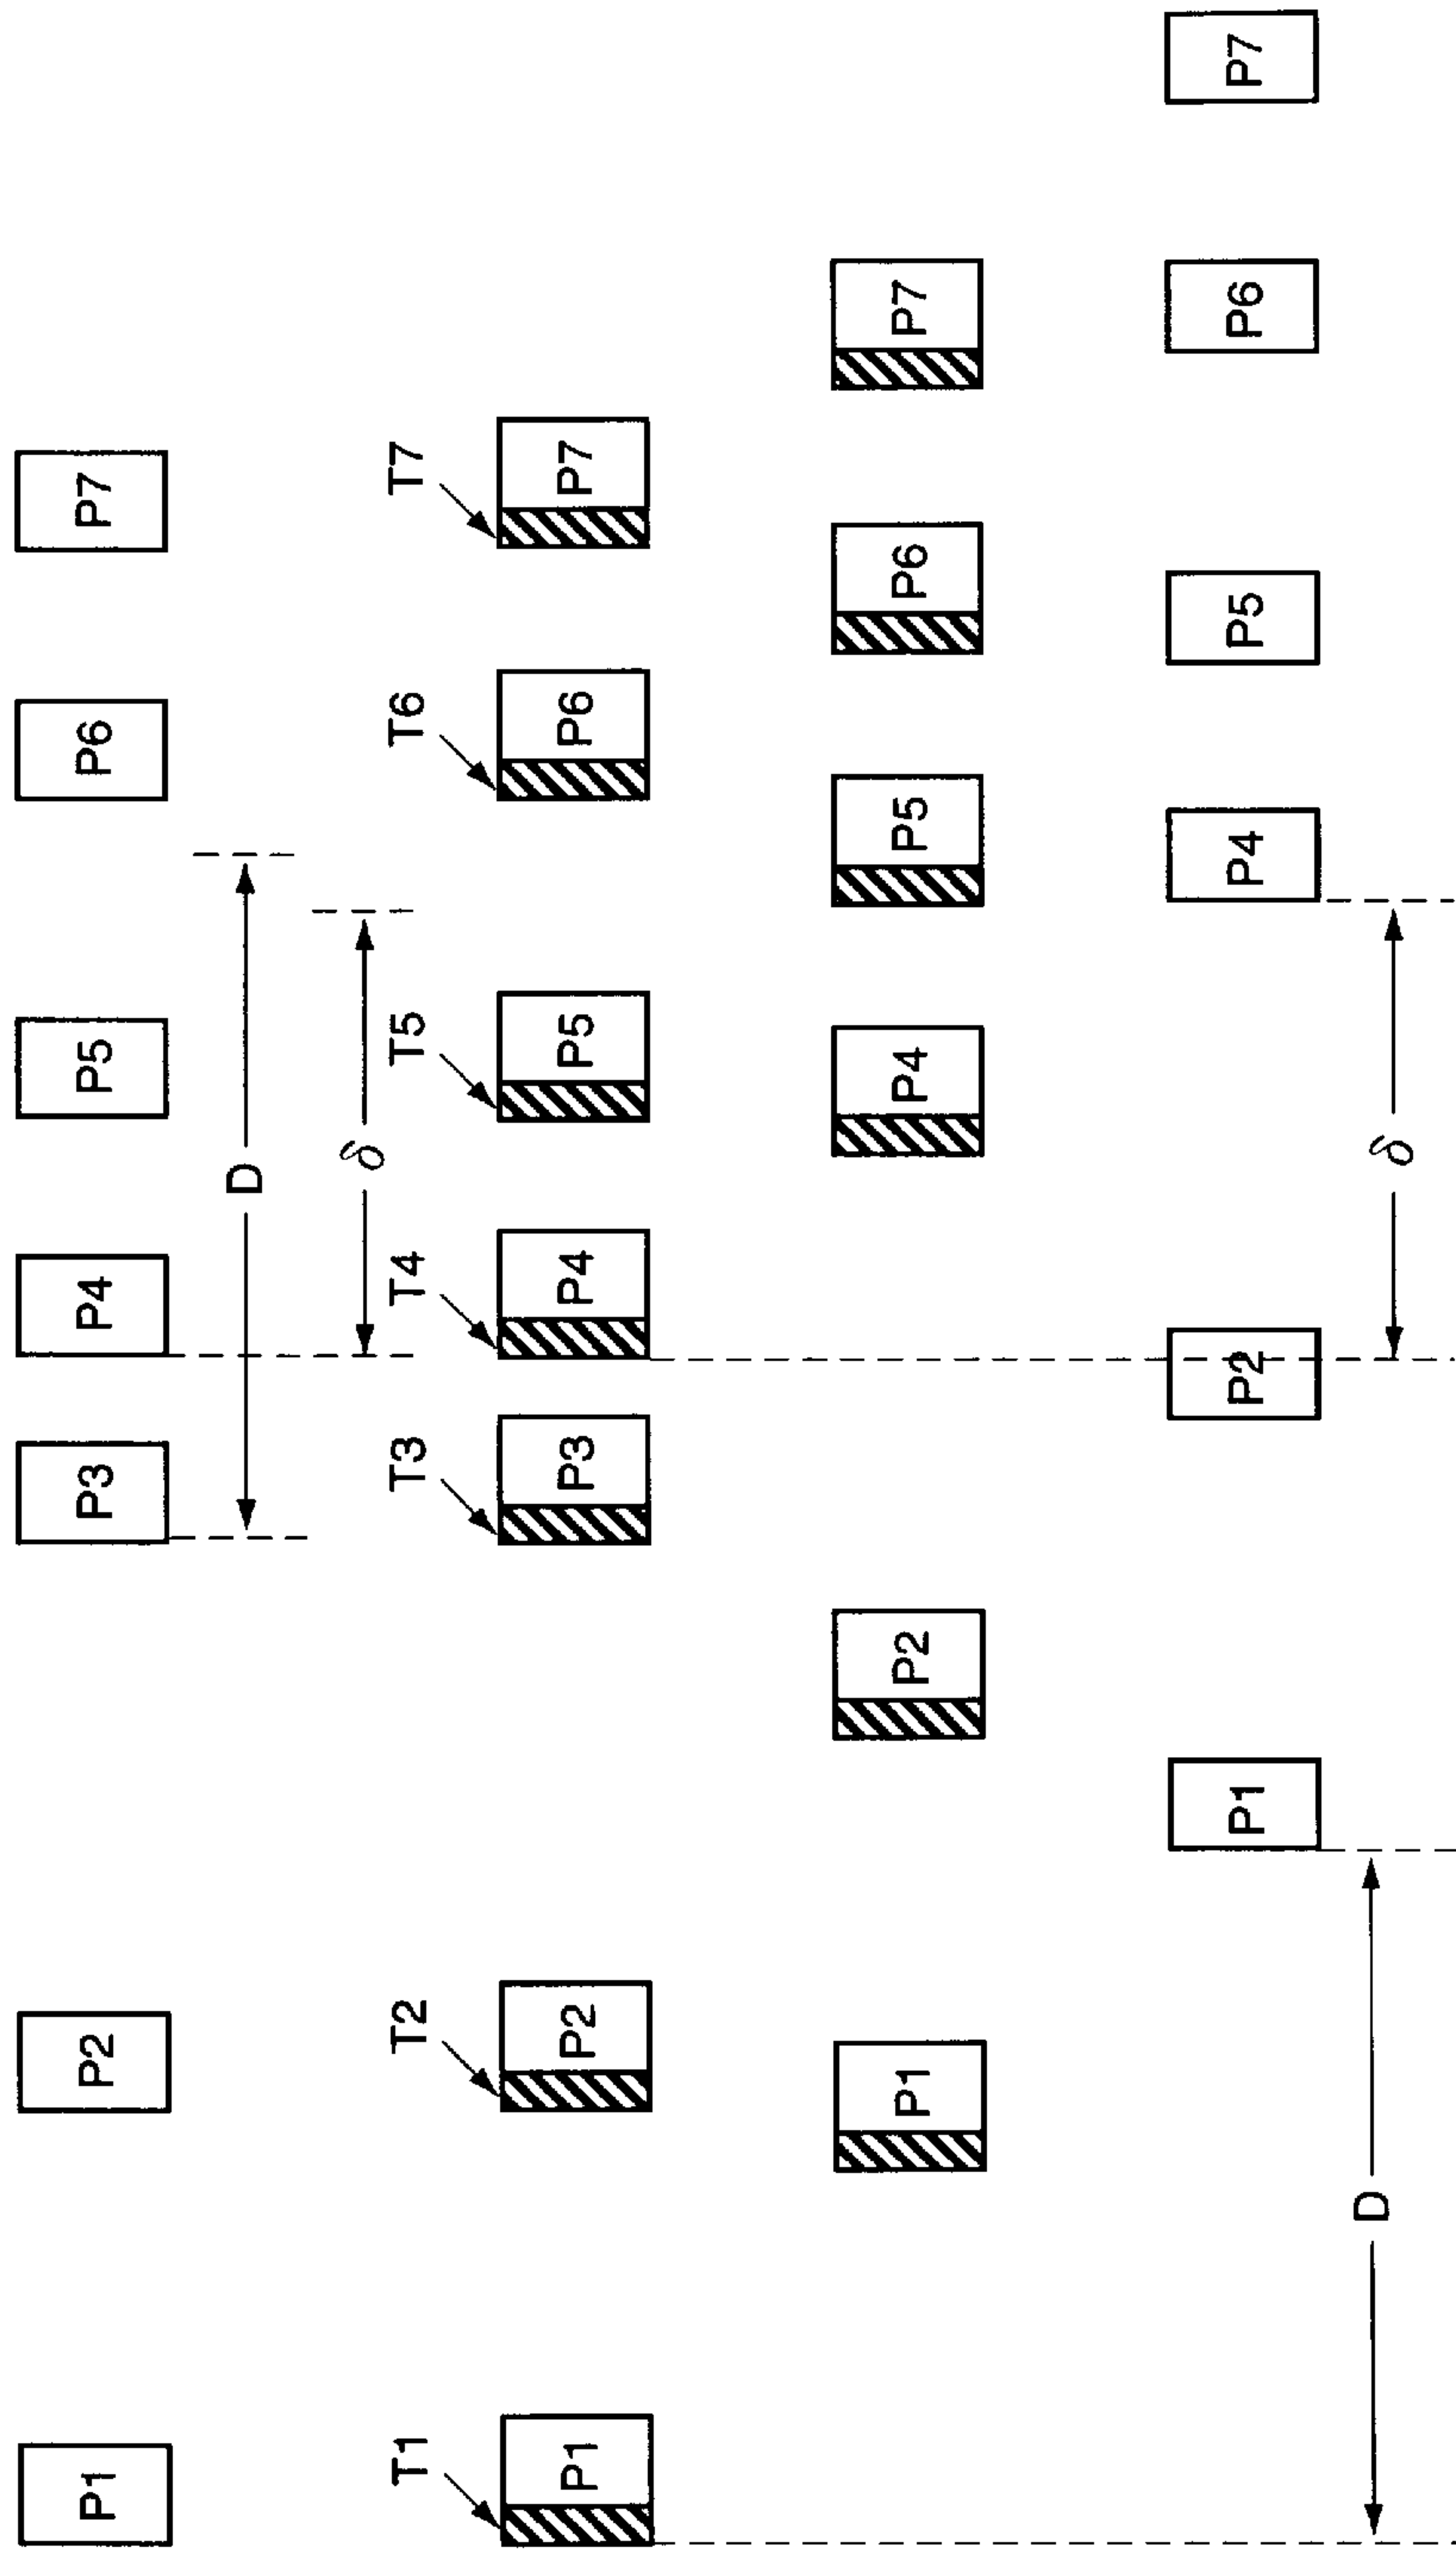 P1 P2 P3 P4 P5 P6 P7
D
δ
T1 T2 T3 T4 T5 T6 T7
P1 P2 P3 P4 P5 P6 P7
P1 P2 P4 P5 P6 P7
P1 P2 P4 P5 P6 P7
D δ